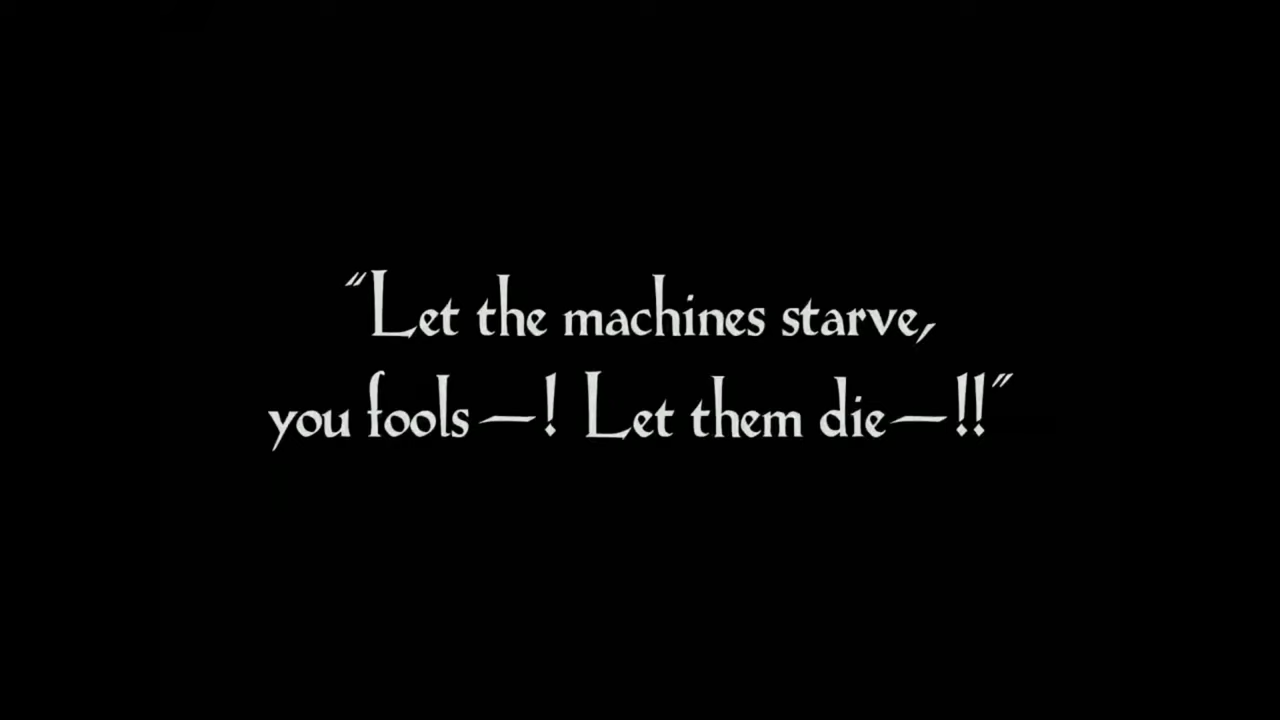 "Let the machines starve,
you fools—! Let them die—!!"